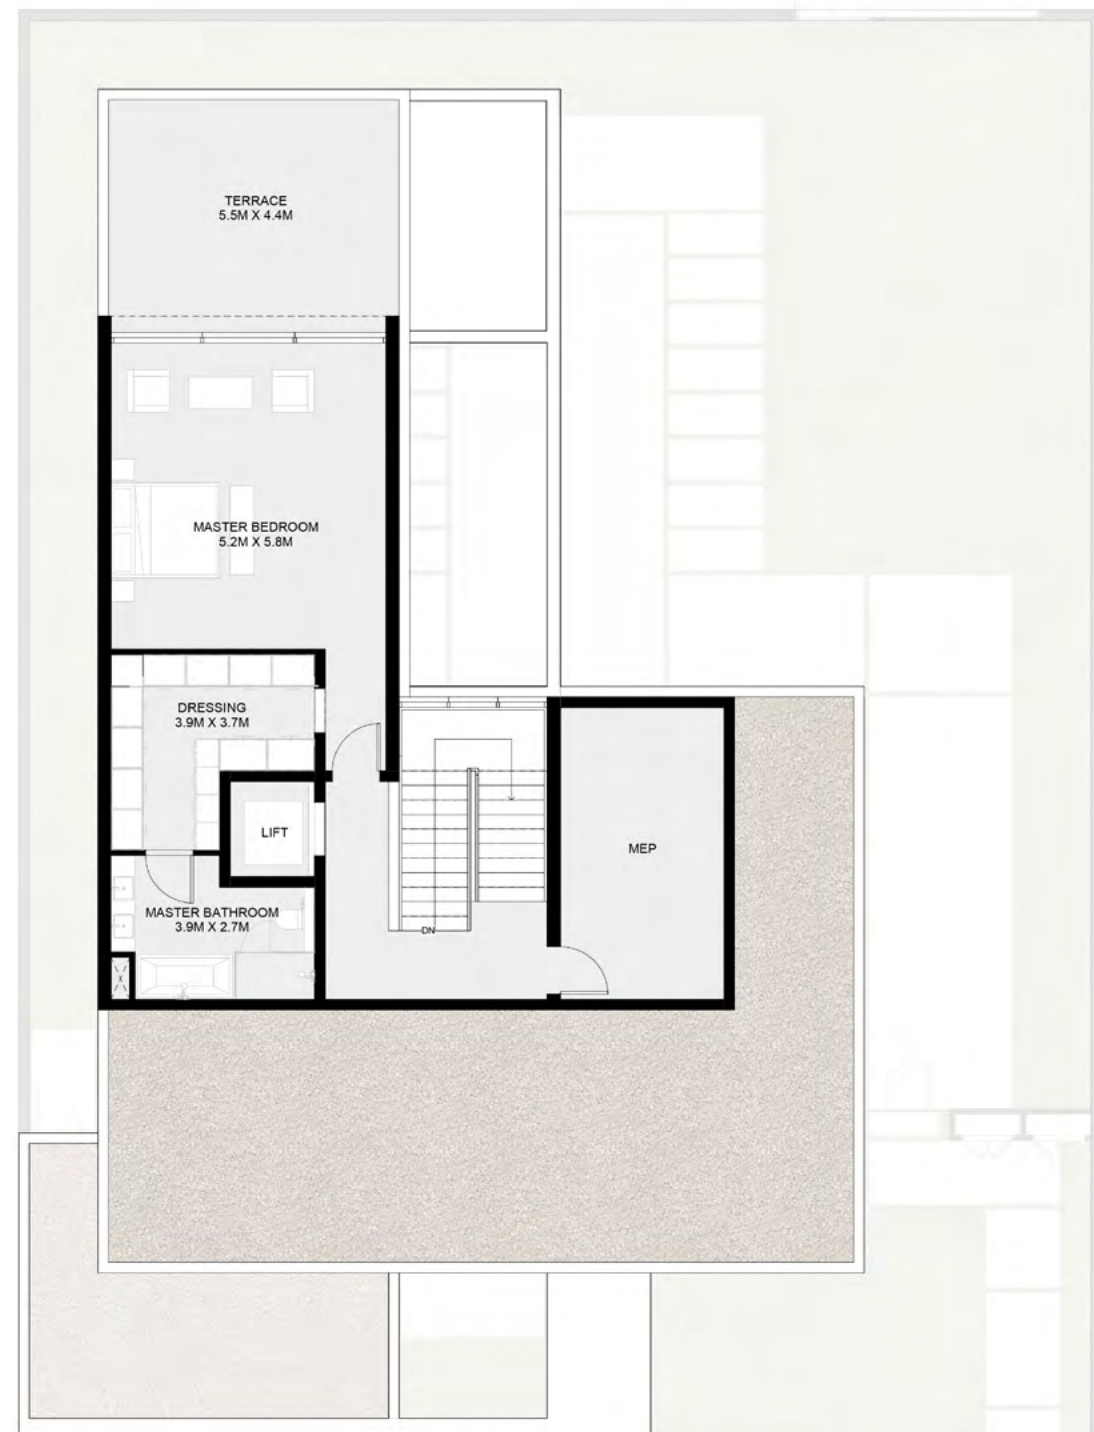 TERRACE
5.5M X 4.4M
MASTER BEDROOM
5.2M X 5.8M
DRESSING
3.9M X 3.7M
LIFT
MEP
MASTER BATHROOM
3.9M X 2.7M
DN